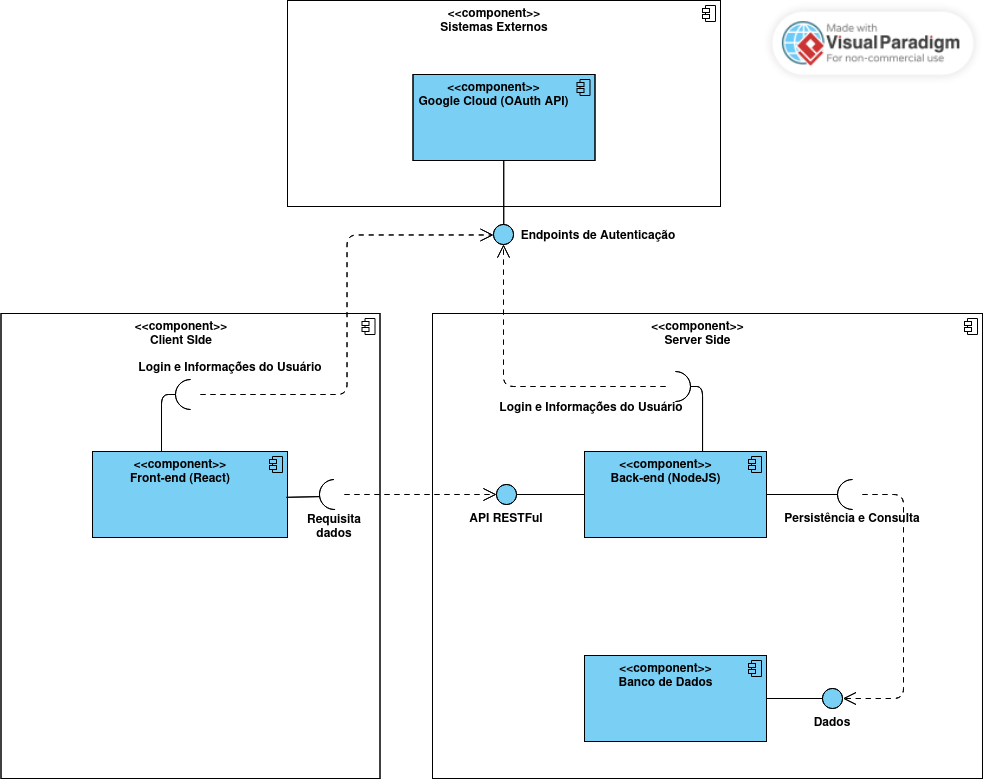 <<component>>
Sistemas Externos
Made with
VisualParadigm
For non-commercial use
<<component>>
Google Cloud (OAuth API)
Endpoints de Autenticação
<<component>>
Client SIde
Login e Informações do Usuário
<<component>>
Front-end (React)
Requisita
dados
<<component>>
Server Side
Login e Informações do Usuário
<<component>>
Back-end (NodeJS)
API RESTFul
Persistência e Consulta
<<component>>
Banco de Dados
Dados